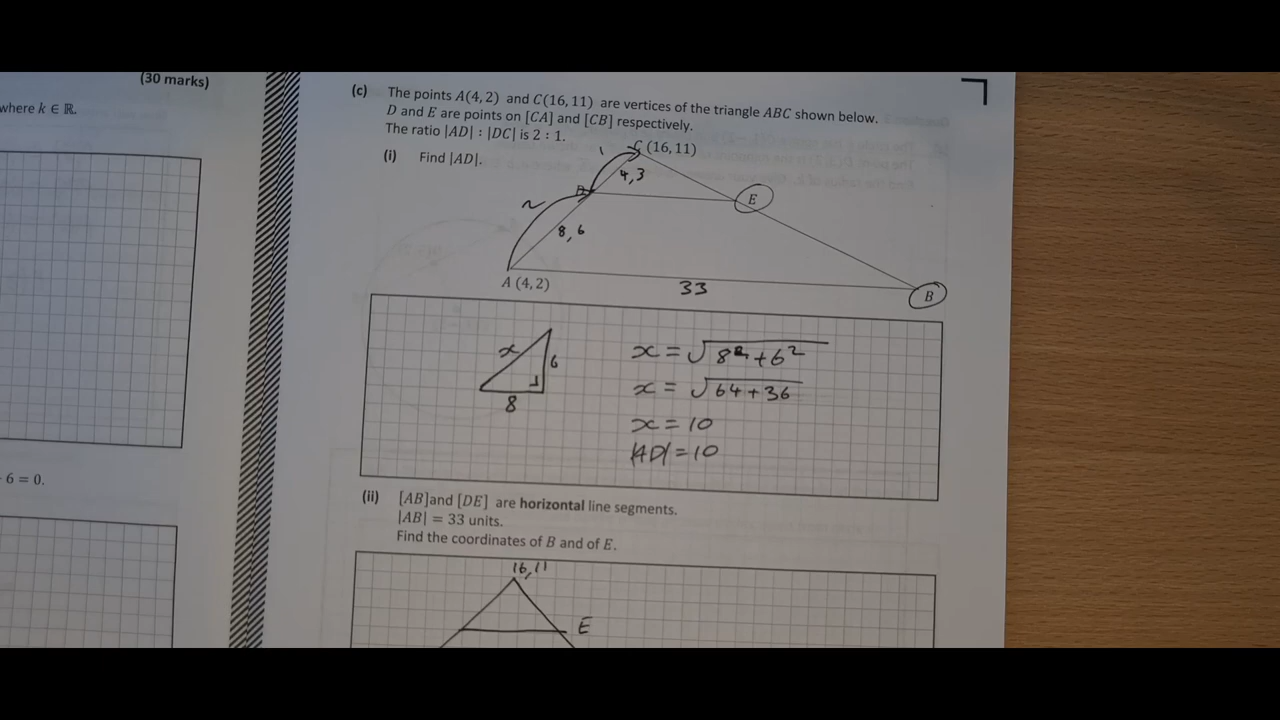 (30 marks)
where k ∈ ℝ.
6 = 0.
(c) The points A(4, 2) and C(16, 11) are vertices of the triangle ABC shown below.
D and E are points on [CA] and [CB] respectively.
The ratio |AD| : |DC| is 2 : 1.
(i) Find |AD|.
C (16, 11)
1
4,3
D
E
2
8,6
A (4, 2)
33
B
x
6
8
x = √8²+6²
x = √64+36
x = 10
|AD| = 10
(ii) [AB]and [DE] are horizontal line segments.
|AB| = 33 units.
Find the coordinates of B and of E.
16,11
E